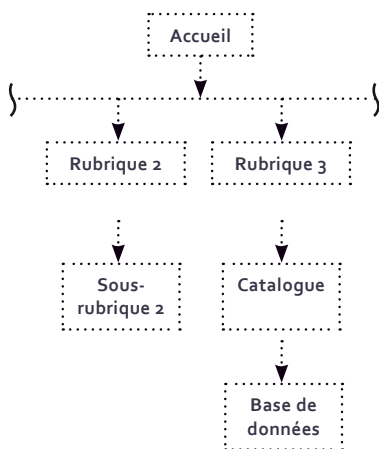 Accueil
Rubrique 2
Rubrique 3
Sous-
rubrique 2
Catalogue
Base de
données